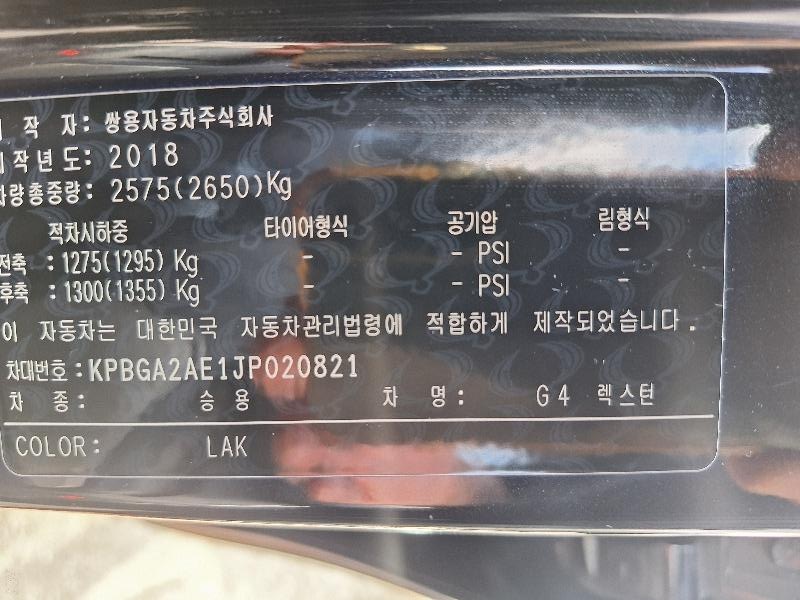 작 자: 쌍용자동차주식회사
작 년 도: 2018
차량총중량: 2575(2650)Kg
적차시하중 타이어형식 공기압 림형식
전축 : 1275(1295) Kg - - PSI -
후축 : 1300(1355) Kg - - PSI -
이 자동차는 대한민국 자동차관리법령에 적합하게 제작되었습니다.
차대번호: KPBGA2AE1JP020821
차 종: 승 용 차 명: G4 렉스턴
COLOR: LAK